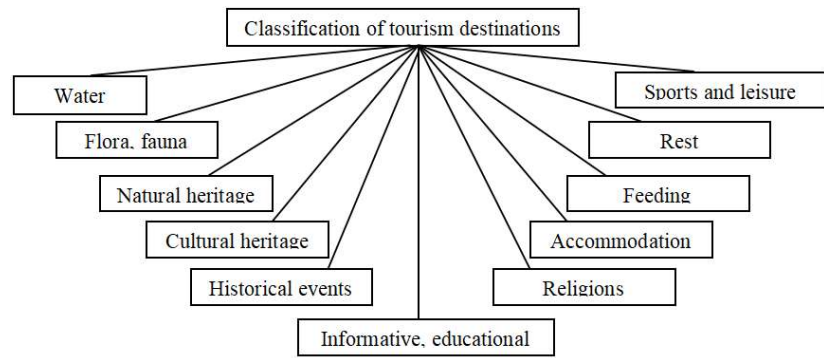 Classification of tourism destinations
Water
Sports and leisure
Flora, fauna
Rest
Natural heritage
Feeding
Cultural heritage
Accommodation
Historical events
Religions
Informative, educational